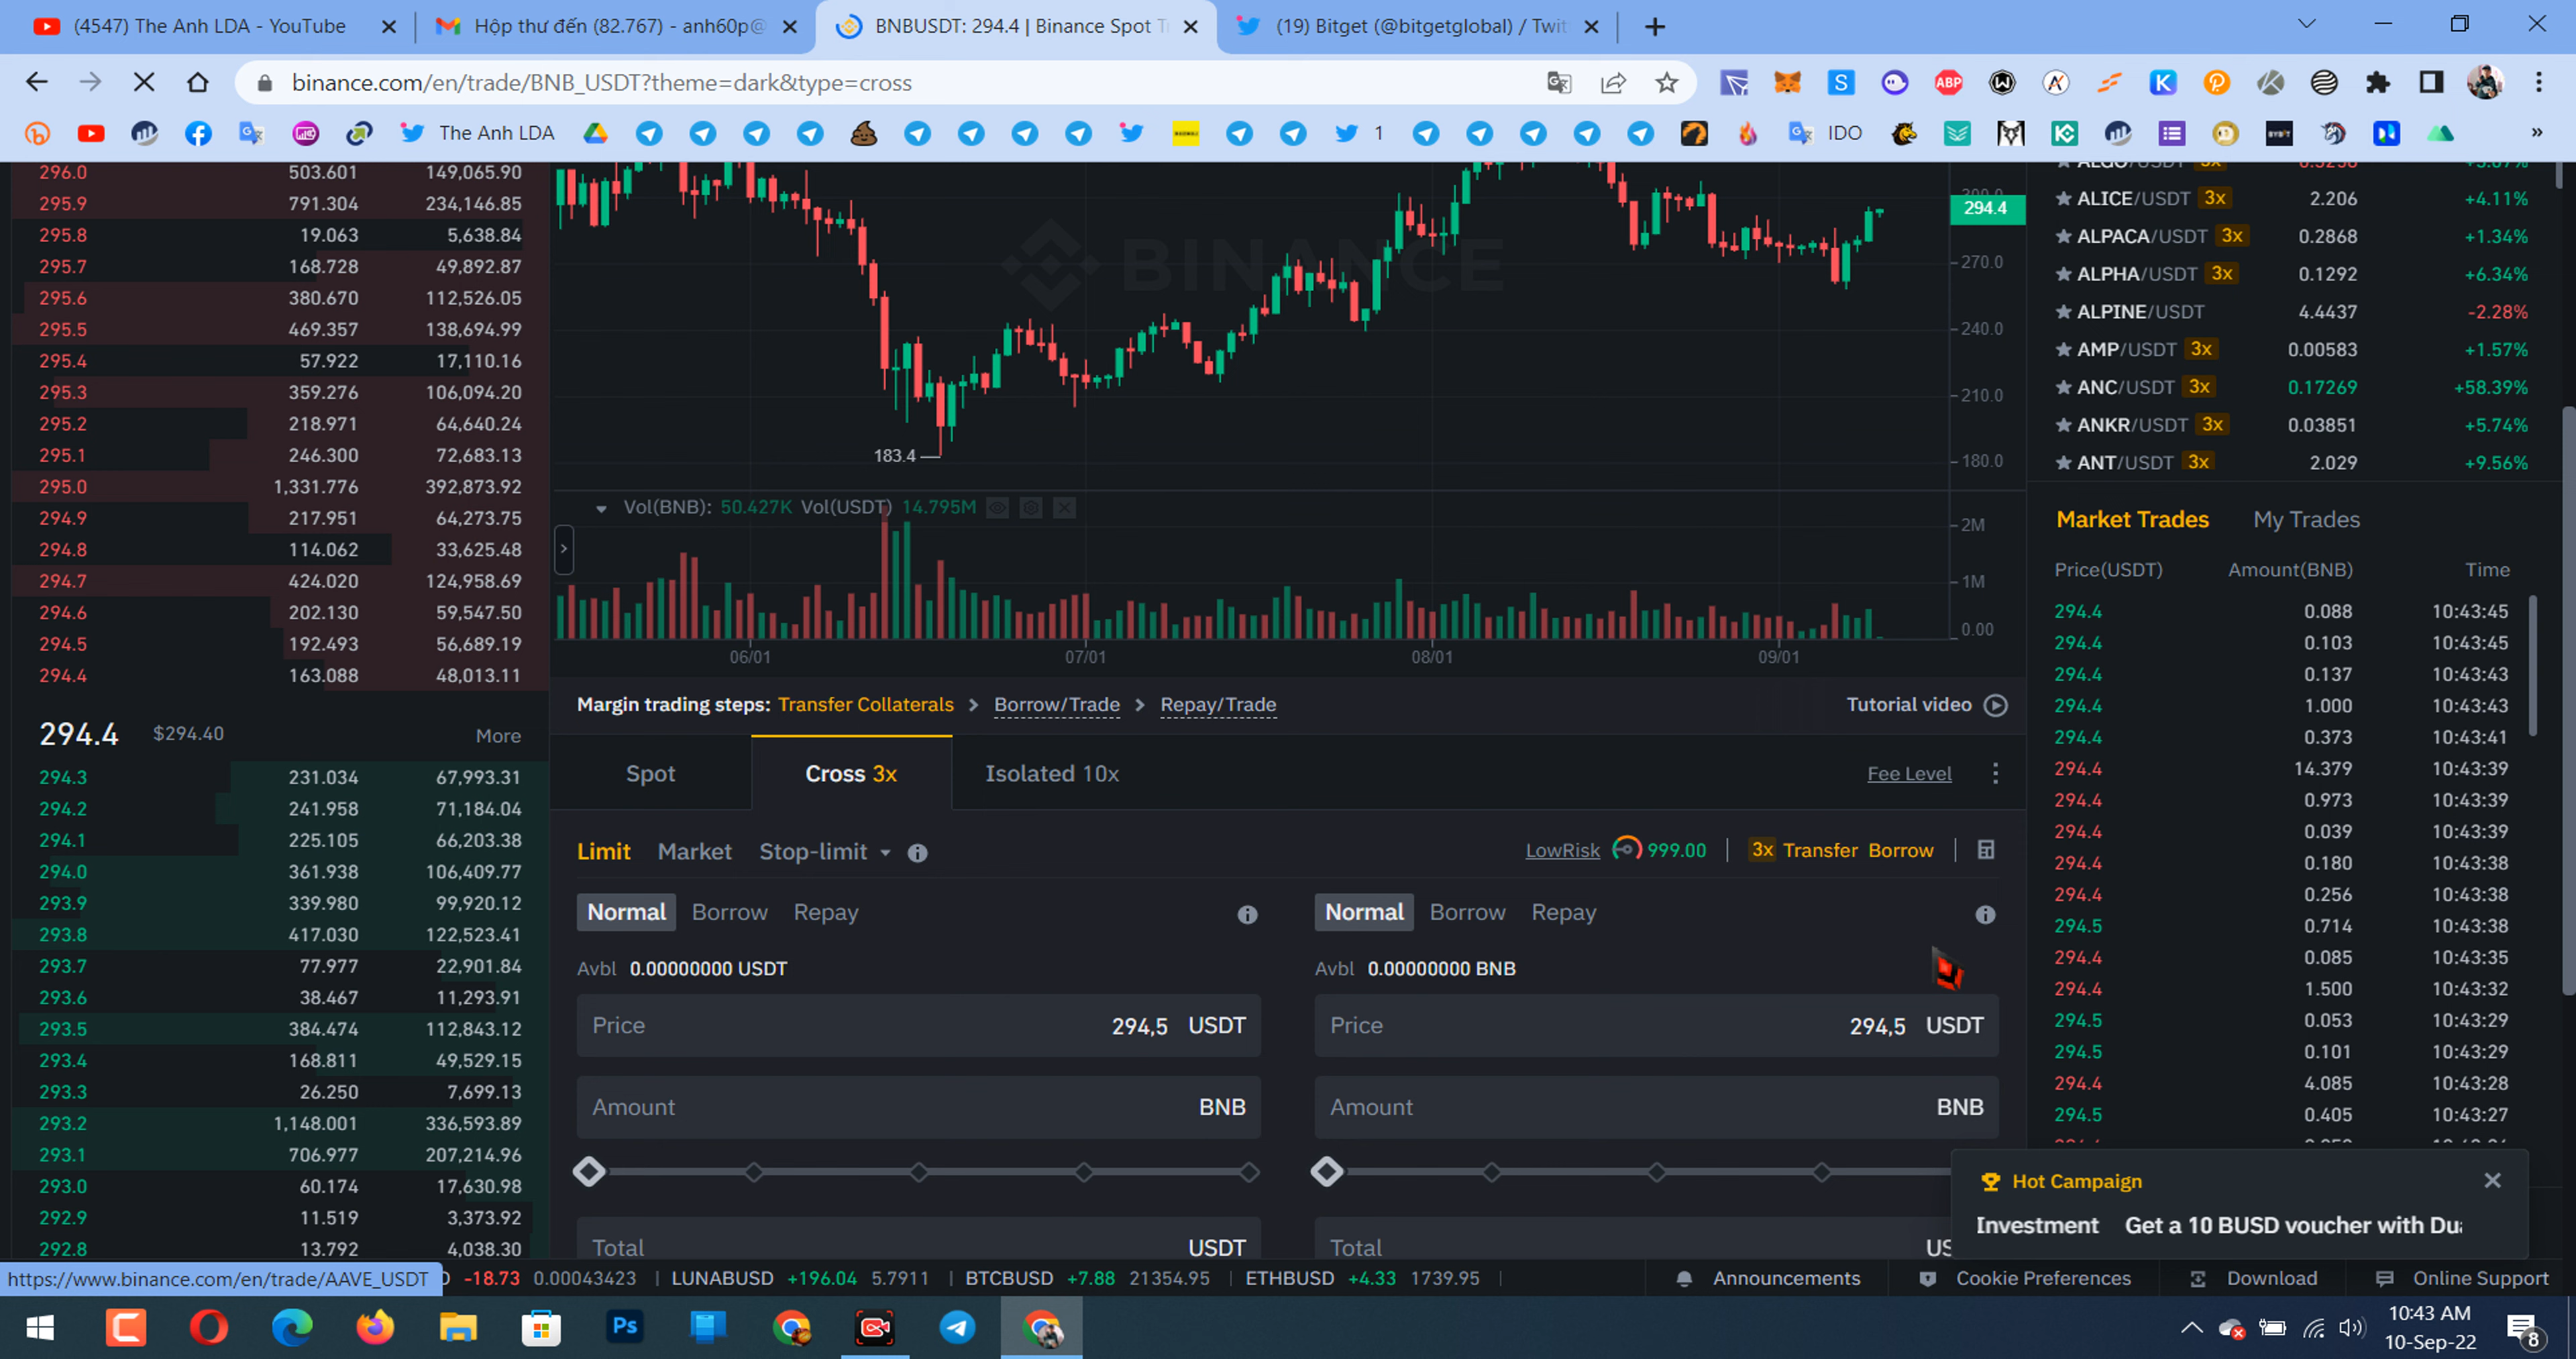 (4547) The Anh LDA - YouTube
Hộp thư đến (82.767) - anh60p@
BNBUSDT: 294.4 | Binance Spot T
(19) Bitget (@bitgetglobal) / Twit
binance.com/en/trade/BNB_USDT?theme=dark&type=cross
ABP
The Anh LDA
1
IDO
296.0 503.601 149,065.90
295.9 791.304 234,146.85
295.8 19.063 5,638.84
295.7 168.728 49,892.87
295.6 380.670 112,526.05
295.5 469.357 138,694.99
295.4 57.922 17,110.16
295.3 359.276 106,094.20
295.2 218.971 64,640.24
295.1 246.300 72,683.13
295.0 1,331.776 392,873.92
294.9 217.951 64,273.75
294.8 114.062 33,625.48
294.7 424.020 124,958.69
294.6 202.130 59,547.50
294.5 192.493 56,689.19
294.4 163.088 48,013.11
294.4 $294.40 More
294.3 231.034 67,993.31
294.2 241.958 71,184.04
294.1 225.105 66,203.38
294.0 361.938 106,409.77
293.9 339.980 99,920.12
293.8 417.030 122,523.41
293.7 77.977 22,901.84
293.6 38.467 11,293.91
293.5 384.474 112,843.12
293.4 168.811 49,529.15
293.3 26.250 7,699.13
293.2 1,148.001 336,593.89
293.1 706.977 207,214.96
293.0 60.174 17,630.98
292.9 11.519 3,373.92
292.8 13.792 4,038.30
BINANCE
294.4
270.0
240.0
210.0
180.0
183.4
Vol(BNB): 50.427K Vol(USDT) 14.795M
2M
1M
0.00
06/01 07/01 08/01 09/01
Margin trading steps: Transfer Collaterals > Borrow/Trade > Repay/Trade
Tutorial video
Spot
Cross 3x
Isolated 10x
Fee Level
Limit Market Stop-limit
LowRisk 999.00 | 3x Transfer Borrow |
Normal Borrow Repay
Avbl 0.00000000 USDT
Price 294,5 USDT
Amount BNB
Total USDT
Normal Borrow Repay
Avbl 0.00000000 BNB
Price 294,5 USDT
Amount BNB
Total US
ALICE/USDT 3x 2.206 +4.11%
ALPACA/USDT 3x 0.2868 +1.34%
ALPHA/USDT 3x 0.1292 +6.34%
ALPINE/USDT 4.4437 -2.28%
AMP/USDT 3x 0.00583 +1.57%
ANC/USDT 3x 0.17269 +58.39%
ANKR/USDT 3x 0.03851 +5.74%
ANT/USDT 3x 2.029 +9.56%
Market Trades My Trades
Price(USDT) Amount(BNB) Time
294.4 0.088 10:43:45
294.4 0.103 10:43:45
294.4 0.137 10:43:43
294.4 1.000 10:43:43
294.4 0.373 10:43:41
294.4 14.379 10:43:39
294.4 0.973 10:43:39
294.4 0.039 10:43:39
294.4 0.180 10:43:38
294.4 0.256 10:43:38
294.5 0.714 10:43:38
294.4 0.085 10:43:35
294.4 1.500 10:43:32
294.5 0.053 10:43:29
294.5 0.101 10:43:29
294.4 4.085 10:43:28
294.5 0.405 10:43:27
Hot Campaign
Investment Get a 10 BUSD voucher with Du
https://www.binance.com/en/trade/AAVE_USDT
-18.73 0.00043423 | LUNABUSD +196.04 5.7911 | BTCBUSD +7.88 21354.95 | ETHBUSD +4.33 1739.95 |
Announcements
Cookie Preferences
Download
Online Support
Ps
10:43 AM
10-Sep-22
8